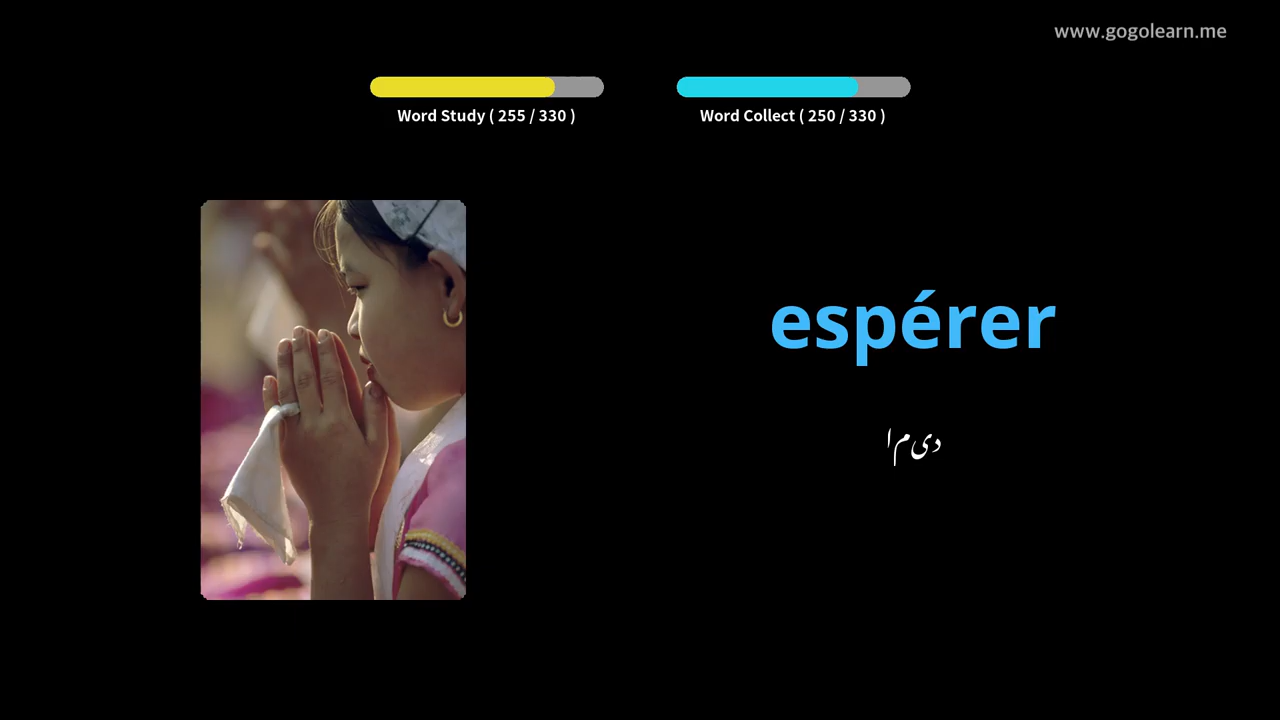 www.gogolearn.me
Word Study ( 255 / 330 )
Word Collect ( 250 / 330 )
espérer
امید